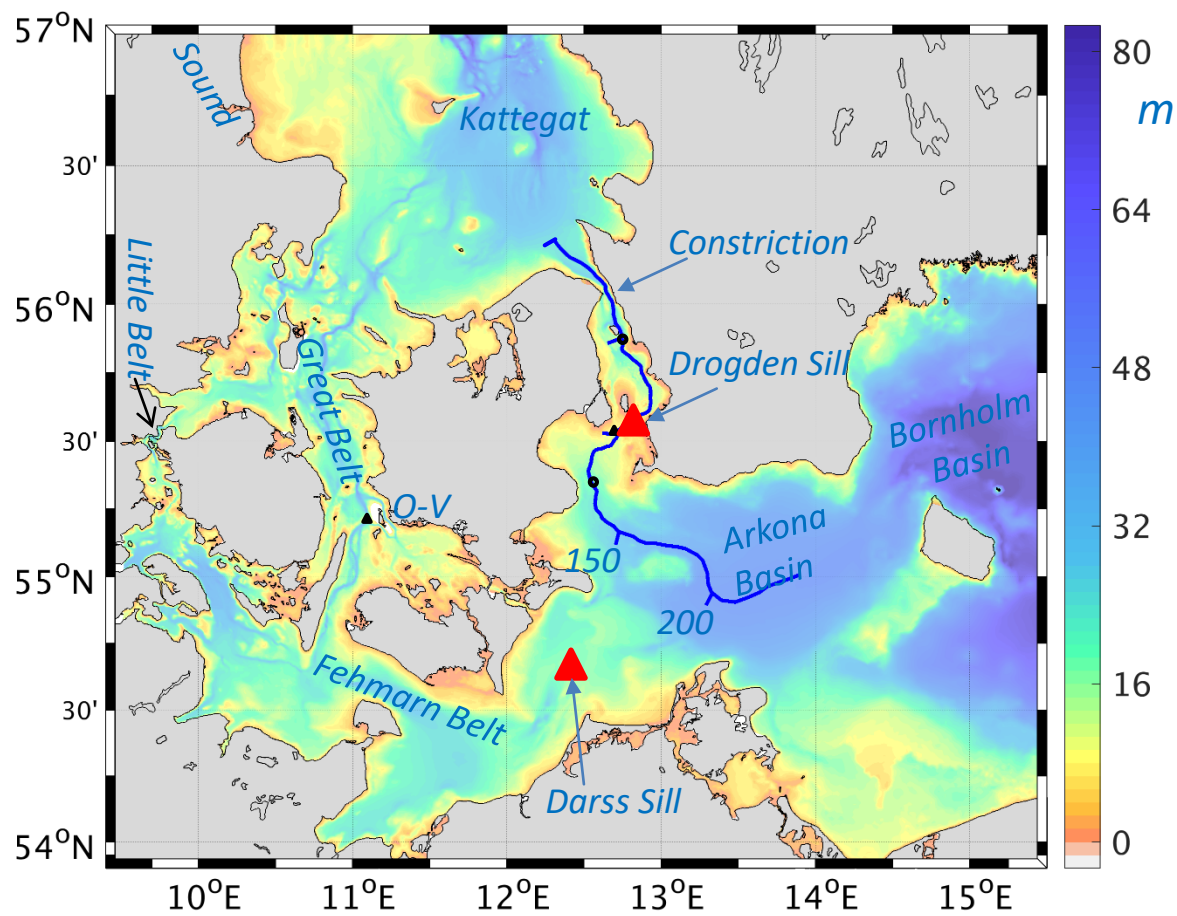 57°N
30'
56°N
30'
55°N
30'
54°N
10°E
11°E
12°E
13°E
14°E
15°E
Sound
Kattegat
Constriction
Little Belt
Great Belt
Drogden Sill
Bornholm
Basin
O-V
Arkona
Basin
150
200
Fehmarn Belt
Darss Sill
80
m
64
48
32
16
0